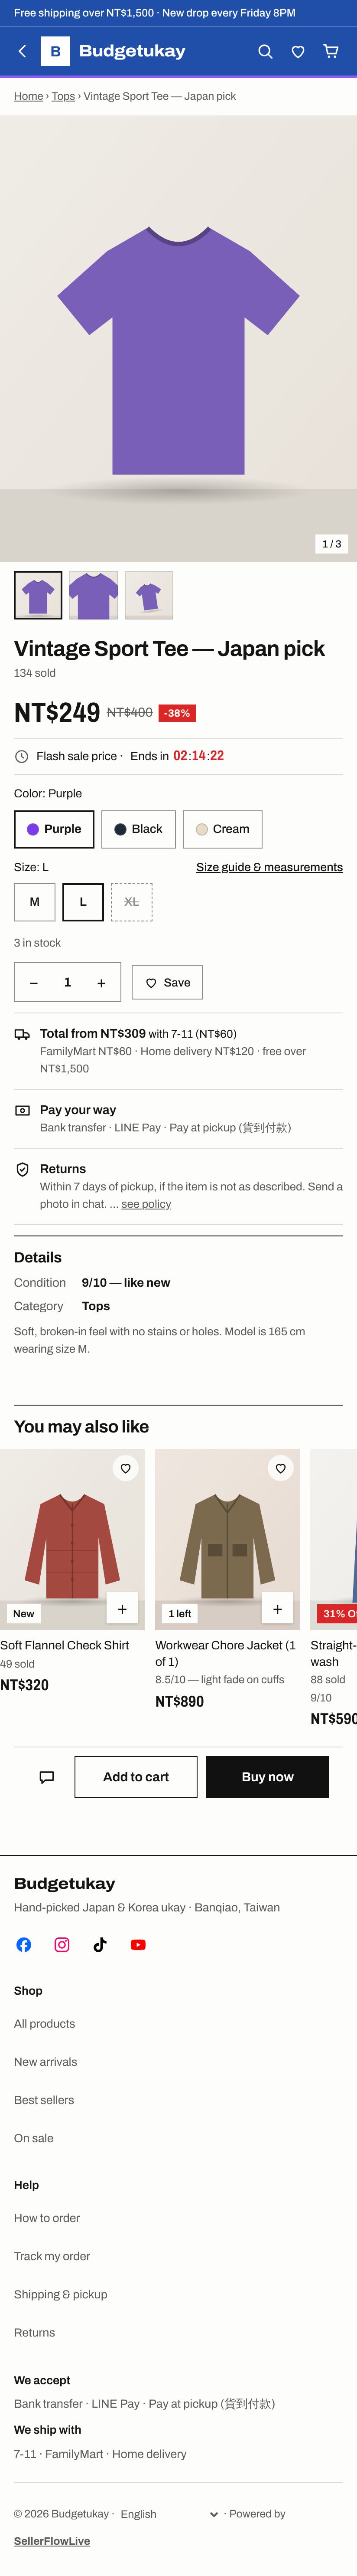 Free shipping over NT$1,500 · New drop every Friday 8PM
B Budgetukay
Home › Tops › Vintage Sport Tee — Japan pick
1 / 3
Vintage Sport Tee — Japan pick
134 sold
NT$249 NT$400 -38%
Flash sale price · Ends in 02:14:22
Color: Purple
Purple Black Cream
Size: L Size guide & measurements
M L XL
3 in stock
− 1 + Save
Total from NT$309 with 7-11 (NT$60)
FamilyMart NT$60 · Home delivery NT$120 · free over
NT$1,500
Pay your way
Bank transfer · LINE Pay · Pay at pickup (貨到付款)
Returns
Within 7 days of pickup, if the item is not as described. Send a
photo in chat. ... see policy
Details
Condition 9/10 — like new
Category Tops
Soft, broken-in feel with no stains or holes. Model is 165 cm
wearing size M.
You may also like
New + 1 left + 31% O
Soft Flannel Check Shirt
49 sold
NT$320
Workwear Chore Jacket (1
of 1)
8.5/10 — light fade on cuffs
NT$890
Straight-
wash
88 sold
9/10
NT$590
Add to cart Buy now
Budgetukay
Hand-picked Japan & Korea ukay · Banqiao, Taiwan
Shop
All products
New arrivals
Best sellers
On sale
Help
How to order
Track my order
Shipping & pickup
Returns
We accept
Bank transfer · LINE Pay · Pay at pickup (貨到付款)
We ship with
7-11 · FamilyMart · Home delivery
© 2026 Budgetukay · English · Powered by
SellerFlowLive